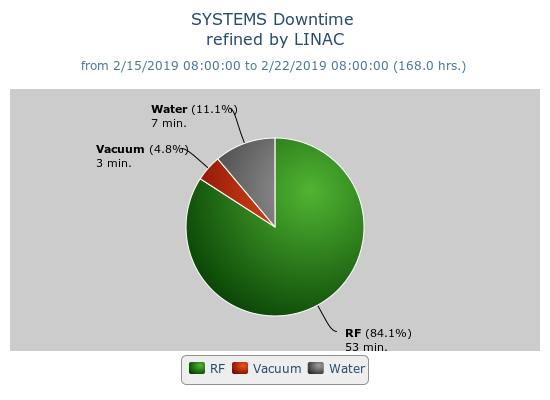 SYSTEMS Downtime
refined by LINAC
from 2/15/2019 08:00:00 to 2/22/2019 08:00:00 (168.0 hrs.)
Water (11.1%)
7 min.
Vacuum (4.8%)
3 min.
RF (84.1%)
53 min.
RF Vacuum Water